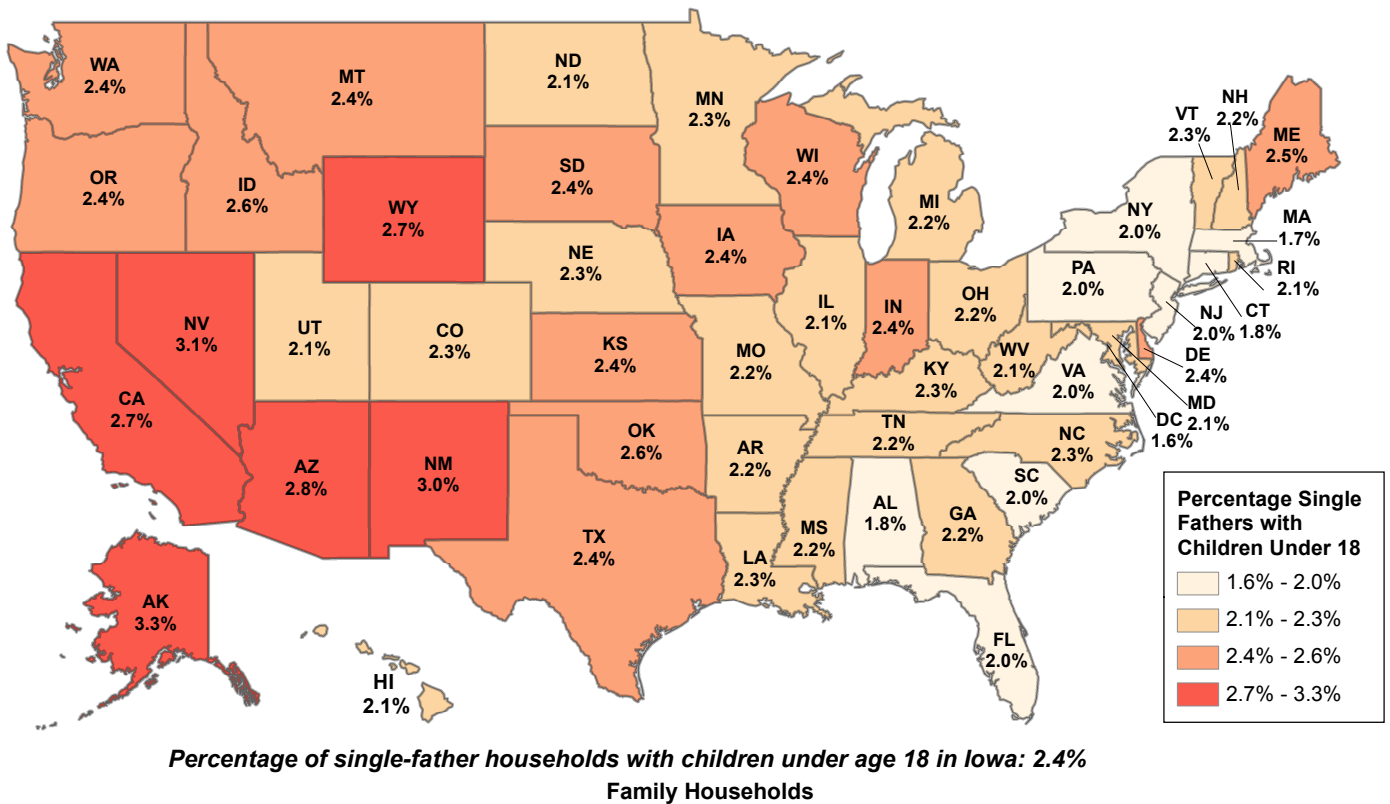 WA
2.4%
MT
2.4%
ND
2.1%
MN
2.3%
OR
2.4%
ID
2.6%
WY
2.7%
SD
2.4%
WI
2.4%
MI
2.2%
VT
2.3%
NH
2.2%
ME
2.5%
NY
2.0%
MA
1.7%
RI
2.1%
CT
1.8%
NJ
2.0%
PA
2.0%
DE
2.4%
MD
2.1%
DC
1.6%
NV
3.1%
UT
2.1%
CO
2.3%
NE
2.3%
IA
2.4%
IL
2.1%
IN
2.4%
OH
2.2%
WV
2.1%
VA
2.0%
CA
2.7%
KS
2.4%
MO
2.2%
KY
2.3%
AZ
2.8%
NM
3.0%
OK
2.6%
AR
2.2%
TN
2.2%
NC
2.3%
SC
2.0%
TX
2.4%
LA
2.3%
MS
2.2%
AL
1.8%
GA
2.2%
FL
2.0%
AK
3.3%
HI
2.1%
Percentage Single
Fathers with
Children Under 18
1.6% - 2.0%
2.1% - 2.3%
2.4% - 2.6%
2.7% - 3.3%
Percentage of single-father households with children under age 18 in Iowa: 2.4%
Family Households